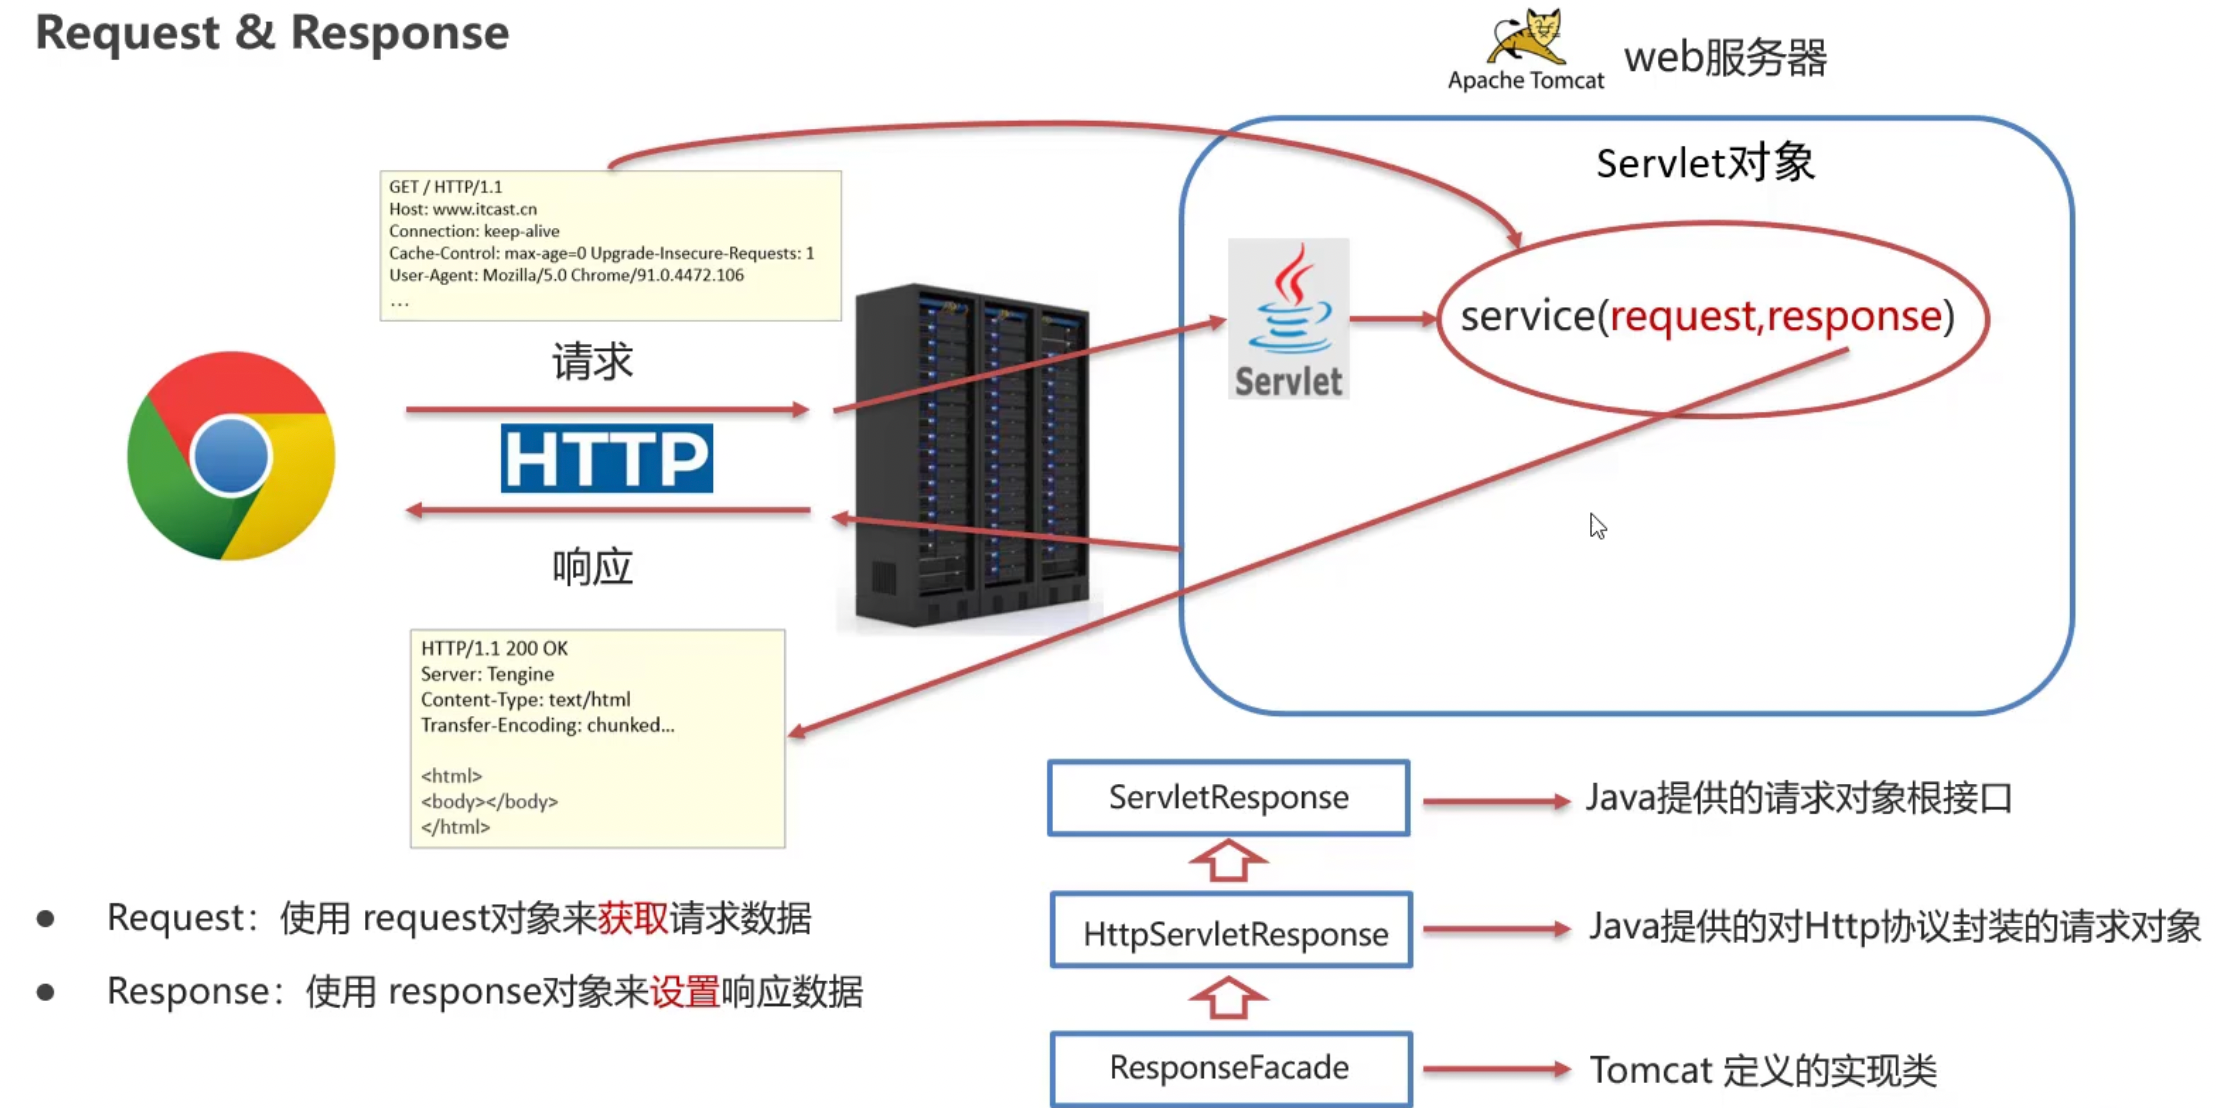 Request & Response
Apache Tomcat
web服务器
Servlet对象
GET / HTTP/1.1
Host: www.itcast.cn
Connection: keep-alive
Cache-Control: max-age=0 Upgrade-Insecure-Requests: 1
User-Agent: Mozilla/5.0 Chrome/91.0.4472.106
...
请求
HTTP
响应
Servlet
service(request,response)
HTTP/1.1 200 OK
Server: Tengine
Content-Type: text/html
Transfer-Encoding: chunked...
<html>
<body></body>
</html>
ServletResponse
Java提供的请求对象根接口
HttpServletResponse
Java提供的对Http协议封装的请求对象
ResponseFacade
Tomcat 定义的实现类
● Request：使用 request对象来获取请求数据
● Response：使用 response对象来设置响应数据